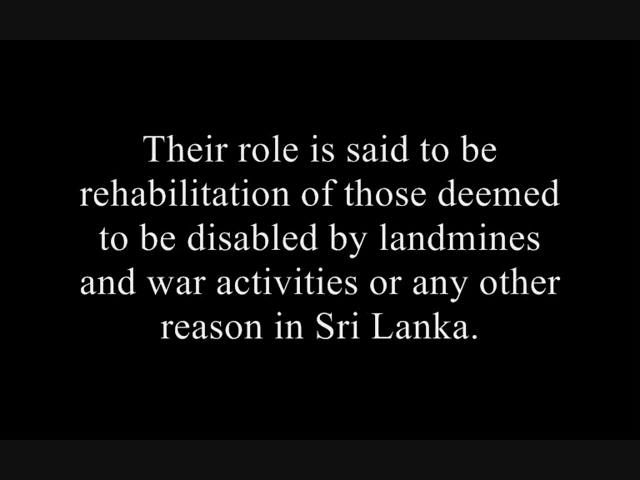 Their role is said to be
rehabilitation of those deemed
to be disabled by landmines
and war activities or any other
reason in Sri Lanka.